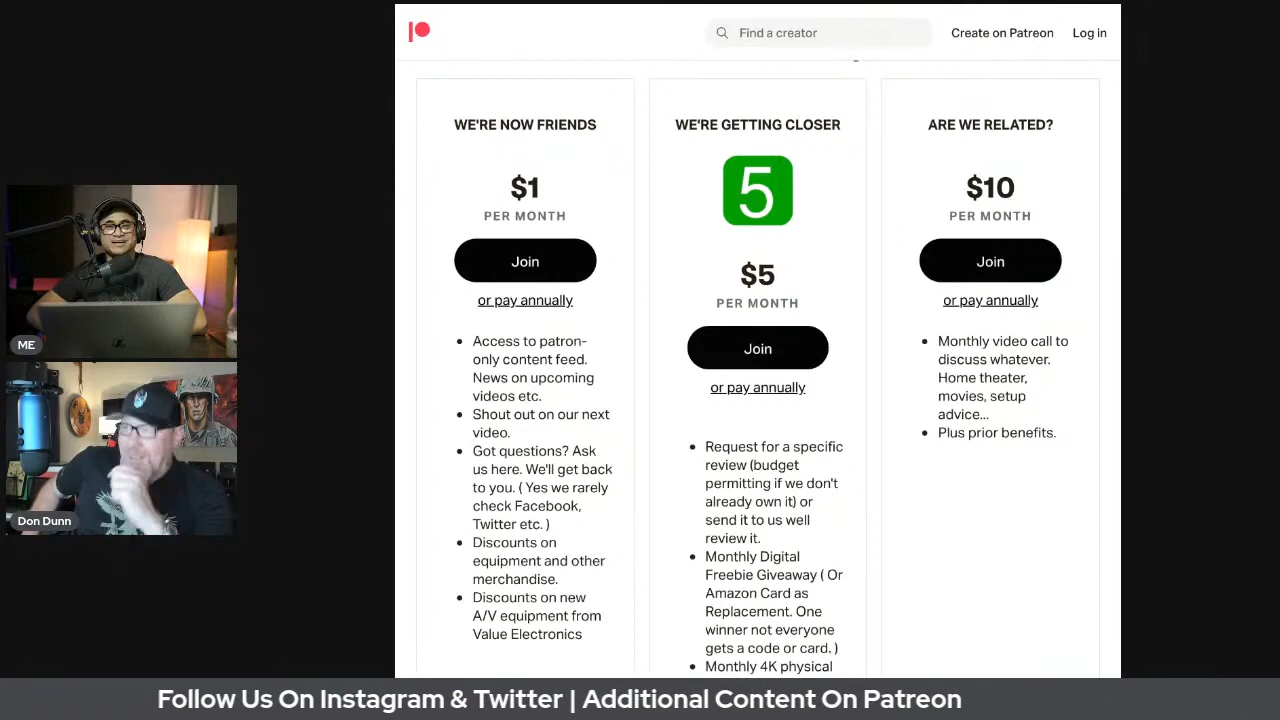 Find a creator
Create on Patreon
Log in
WE'RE NOW FRIENDS
$1
PER MONTH
Join
or pay annually
Access to patron-
only content feed.
News on upcoming
videos etc.
Shout out on our next
video.
Got questions? Ask
us here. We'll get back
to you. ( Yes we rarely
check Facebook,
Twitter etc. )
Discounts on
equipment and other
merchandise.
Discounts on new
A/V equipment from
Value Electronics
WE'RE GETTING CLOSER
5
$5
PER MONTH
Join
or pay annually
Request for a specific
review (budget
permitting if we don't
already own it) or
send it to us well
review it.
Monthly Digital
Freebie Giveaway ( Or
Amazon Card as
Replacement. One
winner not everyone
gets a code or card. )
Monthly 4K physical
ARE WE RELATED?
$10
PER MONTH
Join
or pay annually
Monthly video call to
discuss whatever.
Home theater,
movies, setup
advice...
Plus prior benefits.
ME
Don Dunn
Follow Us On Instagram & Twitter | Additional Content On Patreon